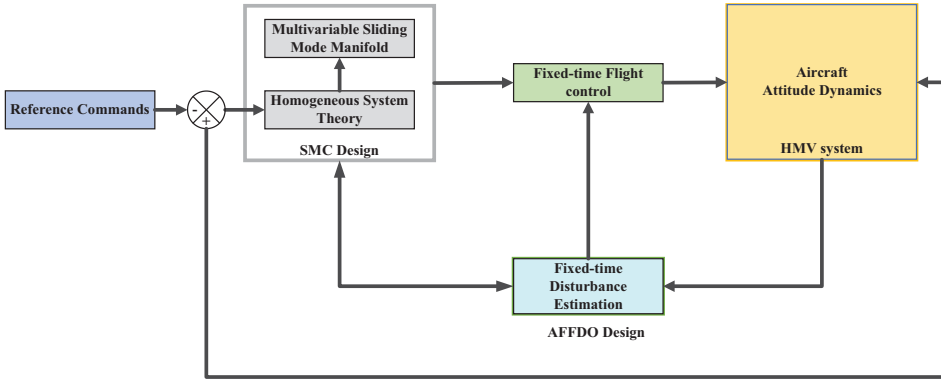 Multivariable Sliding
Mode Manifold
Homogeneous System
Theory
SMC Design
Reference Commands
-
+
Fixed-time Flight
control
Aircraft
Attitude Dynamics
HMV system
Fixed-time
Disturbance
Estimation
AFFDO Design